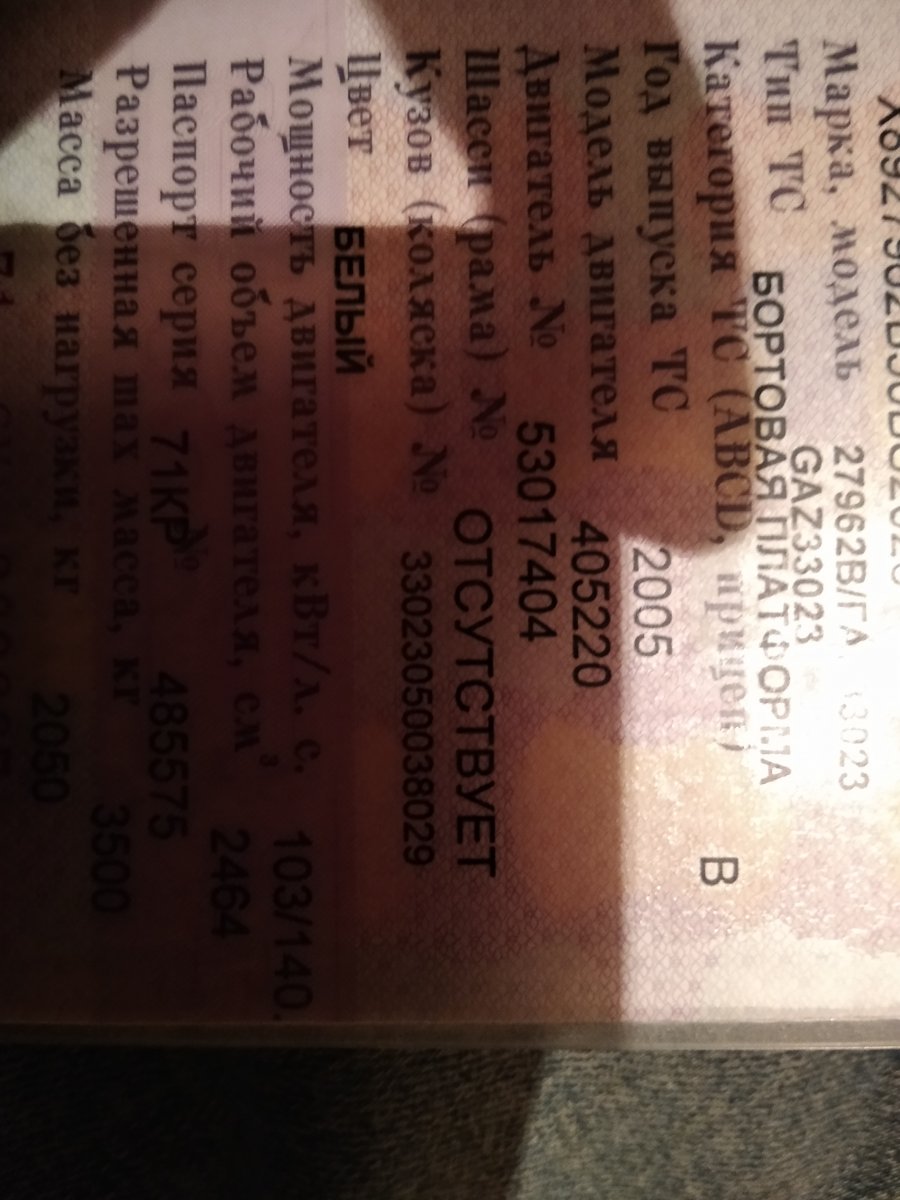 Марка, модель 27962В/ГА 3023
GAZ33023
Тип ТС БОРТОВАЯ ПЛАТФОРМА
Категория ТС (ABCD, прицеп) В
Год выпуска ТС 2005
Модель двигателя 405220
Двигатель № 53017404
Шасси (рама) № ОТСУТСТВУЕТ
Кузов (коляска) № 33023050038029
Цвет БЕЛЫЙ
Мощность двигателя, кВт/л. с. 103/140.
Рабочий объем двигателя, см³ 2464
Паспорт серия 71КР № 485575
Разрешенная max масса, кг 3500
Масса без нагрузки, кг 2050